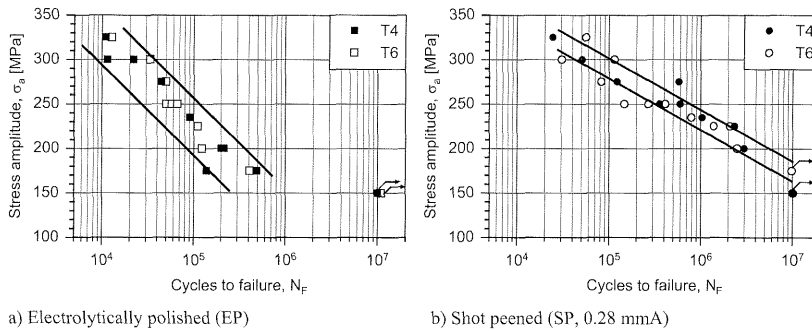 Stress amplitude, σa [MPa]
350
300
250
200
150
100
T4
T6
10^4
10^5
10^6
10^7
Cycles to failure, NF
a) Electrolytically polished (EP)
Stress amplitude, σa [MPa]
350
300
250
200
150
100
T4
T6
10^4
10^5
10^6
10^7
Cycles to failure, NF
b) Shot peened (SP, 0.28 mmA)